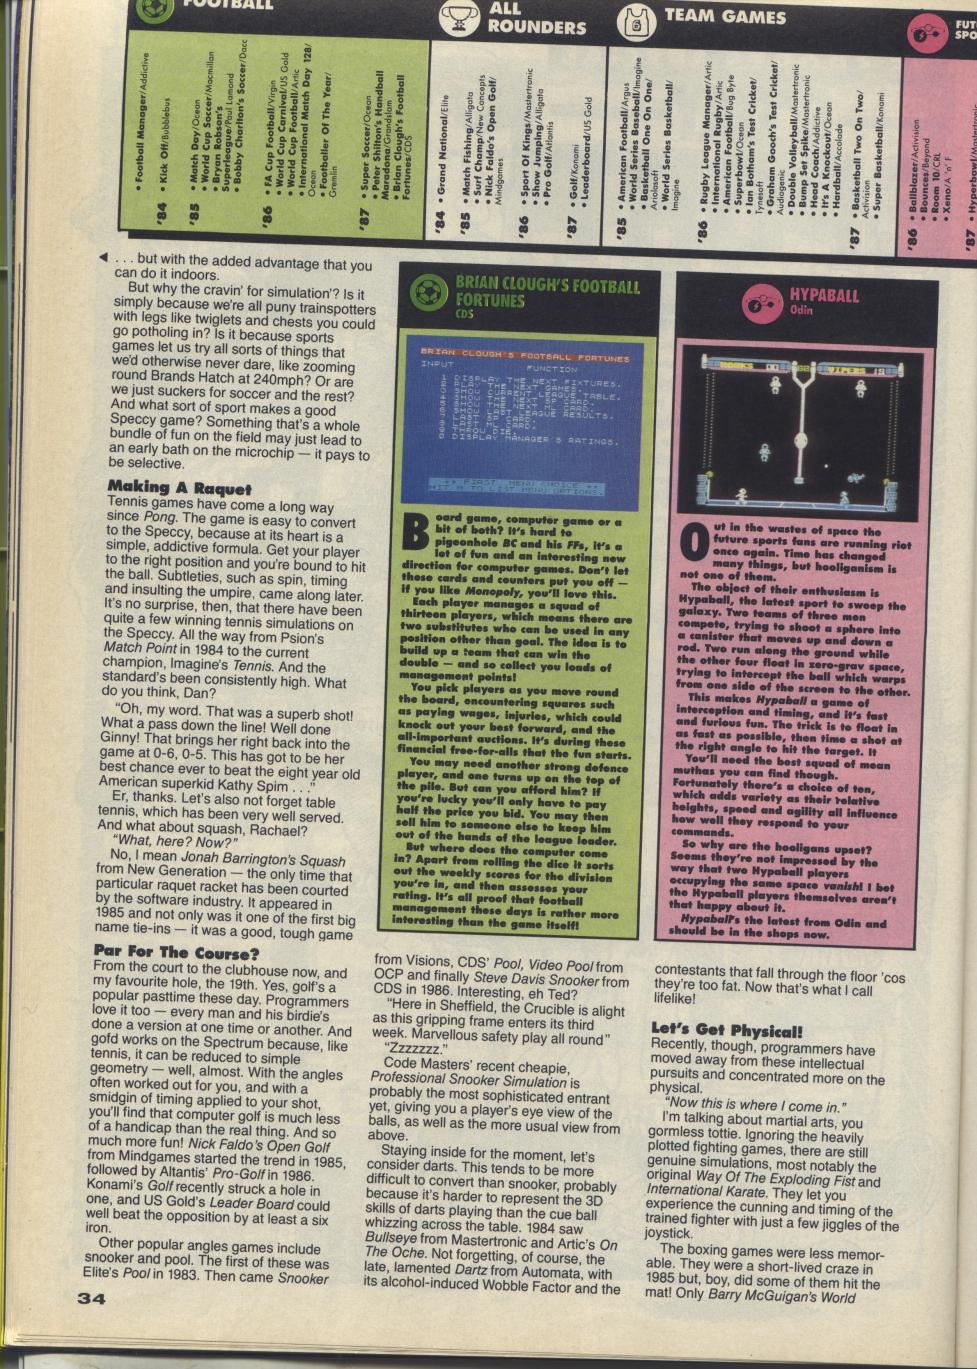 FOOTBALL
• Football Manager/Addictive
'84 • Kick Off/Bubblebus
• Match Day/Ocean
'85 • World Cup Soccer/Macmillan
• Bryan Robson's
Superleague/Paul Lamond
• Bobby Charlton's Soccer/Dacc
• FA Cup Football/Virgin
'86 • World Cup Carnival/US Gold
• World Cup Football/Artic
• International Match Day 128/
Ocean
• Footballer Of The Year/
Gremlin
• Super Soccer/Ocean
'87 • Peter Shilton's Handball
Maradona/Grandslam
• Brian Clough's Football
Fortunes/CDS
ALL
ROUNDERS
'84 • Grand National/Elite
'85 • Match Fishing/Alligata
• Surf Champ/New Concepts
• Nick Faldo's Open Golf/
Mindgames
'86 • Sport Of Kings/Mastertronic
• Show Jumping/Alligata
• Pro Golf/Atlantis
'87 • Golf/Konami
• Leaderboard/US Gold
TEAM GAMES
6
'85 • American Football/Argus
• World Series Baseball/Imagine
• Basketball One On One/
Ariolasoft
• World Series Basketball/
Imagine
'86 • Rugby League Manager/Artic
• International Rugby/Artic
• American Football/Bug Byte
• Superbowl/Ocean
• Ian Botham's Test Cricket/
Tynesoft
• Graham Gooch's Test Cricket/
Audiogenic
• Double Volleyball/Mastertronic
• Bump Set Spike/Mastertronic
• Head Coach/Addictive
• It's A Knockout/Ocean
• Hardball/Accolade
'87 • Basketball Two On Two/
Activision
• Super Basketball/Konami
FUT
SPO
'86 • Ballblazer/Activision
• Bounces/Beyond
• Room 10/CRL
• Xeno/A 'n' F
'87 • Hyperbowl/Mastertronic
◀ . . . but with the added advantage that you
can do it indoors.
But why the cravin' for simulation'? Is it
simply because we're all puny trainspotters
with legs like twiglets and chests you could
go potholing in? Is it because sports
games let us try all sorts of things that
we'd otherwise never dare, like zooming
round Brands Hatch at 240mph? Or are
we just suckers for soccer and the rest?
And what sort of sport makes a good
Speccy game? Something that's a whole
bundle of fun on the field may just lead to
an early bath on the microchip — it pays to
be selective.
Making A Raquet
Tennis games have come a long way
since Pong. The game is easy to convert
to the Speccy, because at its heart is a
simple, addictive formula. Get your player
to the right position and you're bound to hit
the ball. Subtleties, such as spin, timing
and insulting the umpire, came along later.
It's no surprise, then, that there have been
quite a few winning tennis simulations on
the Speccy. All the way from Psion's
Match Point in 1984 to the current
champion, Imagine's Tennis. And the
standard's been consistently high. What
do you think, Dan?
"Oh, my word. That was a superb shot!
What a pass down the line! Well done
Ginny! That brings her right back into the
game at 0-6, 0-5. This has got to be her
best chance ever to beat the eight year old
American superkid Kathy Spim . . ."
Er, thanks. Let's also not forget table
tennis, which has been very well served.
And what about squash, Rachael?
"What, here? Now?"
No, I mean Jonah Barrington's Squash
from New Generation — the only time that
particular raquet racket has been courted
by the software industry. It appeared in
1985 and not only was it one of the first big
name tie-ins — it was a good, tough game
Par For The Course?
From the court to the clubhouse now, and
my favourite hole, the 19th. Yes, golf's a
popular pasttime these day. Programmers
love it too — every man and his birdie's
done a version at one time or another. And
gofd works on the Spectrum because, like
tennis, it can be reduced to simple
geometry — well, almost. With the angles
often worked out for you, and with a
smidgin of timing applied to your shot,
you'll find that computer golf is much less
of a handicap than the real thing. And so
much more fun! Nick Faldo's Open Golf
from Mindgames started the trend in 1985,
followed by Altantis' Pro-Golf in 1986.
Konami's Golf recently struck a hole in
one, and US Gold's Leader Board could
well beat the opposition by at least a six
iron.
Other popular angles games include
snooker and pool. The first of these was
Elite's Pool in 1983. Then came Snooker
BRIAN CLOUGH'S FOOTBALL
FORTUNES
CDS
BRIAN CLOUGH'S FOOTBALL FORTUNES
INPUT
FUNCTION
DISPLAY THE NEXT FIXTURES.
DISPLAY MANAGER'S RATINGS.
** FIRST MENU CHOICE **
HIT M TO LIST MENU OPTIONS.
Board game, computer game or a
bit of both? It's hard to
pigeonhole BC and his FFs, it's a
lot of fun and an interesting new
direction for computer games. Don't let
those cards and counters put you off —
if you like Monopoly, you'll love this.
Each player manages a squad of
thirteen players, which means there are
two substitutes who can be used in any
position other than goal. The idea is to
build up a team that can win the
double — and so collect you loads of
management points!
You pick players as you move round
the board, encountering squares such
as paying wages, injuries, which could
knock out your best forward, and the
all-important auctions. It's during these
financial free-for-alls that the fun starts.
You may need another strong defence
player, and one turns up on the top of
the pile. But can you afford him? If
you're lucky you'll only have to pay
half the price you bid. You may then
sell him to someone else to keep him
out of the hands of the league leader.
But where does the computer come
in? Apart from rolling the dice it sorts
out the weekly scores for the division
you're in, and then assesses your
rating. It's all proof that football
management these days is rather more
interesting than the game itself!
from Visions, CDS' Pool, Video Pool from
OCP and finally Steve Davis Snooker from
CDS in 1986. Interesting, eh Ted?
"Here in Sheffield, the Crucible is alight
as this gripping frame enters its third
week. Marvellous safety play all round"
"Zzzzzzz."
Code Masters' recent cheapie,
Professional Snooker Simulation is
probably the most sophisticated entrant
yet, giving you a player's eye view of the
balls, as well as the more usual view from
above.
Staying inside for the moment, let's
consider darts. This tends to be more
difficult to convert than snooker, probably
because it's harder to represent the 3D
skills of darts playing than the cue ball
whizzing across the table. 1984 saw
Bullseye from Mastertronic and Artic's On
The Oche. Not forgetting, of course, the
late, lamented Dartz from Automata, with
its alcohol-induced Wobble Factor and the
HYPABALL
Odin
HAWKS 00
VIPERS 19
Out in the wastes of space the
future sports fans are running riot
once again. Time has changed
many things, but hooliganism is
not one of them.
The object of their enthusiasm is
Hypaball, the latest sport to sweep the
galaxy. Two teams of three men
compete, trying to shoot a sphere into
a canister that moves up and down a
rod. Two run along the ground while
the other four float in zero-grav space,
trying to intercept the ball which warps
from one side of the screen to the other.
This makes Hypaball a game of
interception and timing, and it's fast
and furious fun. The trick is to float in
as fast as possible, then time a shot at
the right angle to hit the target. It
You'll need the best squad of mean
muthas you can find though.
Fortunately there's a choice of ten,
which adds variety as their relative
heights, speed and agility all influence
how well they respond to your
commands.
So why are the hooligans upset?
Seems they're not impressed by the
way that two Hypaball players
occupying the same space vanish! I bet
the Hypaball players themselves aren't
that happy about it.
Hypaball's the latest from Odin and
should be in the shops now.
contestants that fall through the floor 'cos
they're too fat. Now that's what I call
lifelike!
Let's Get Physical!
Recently, though, programmers have
moved away from these intellectual
pursuits and concentrated more on the
physical.
"Now this is where I come in."
I'm talking about martial arts, you
gormless tottie. Ignoring the heavily
plotted fighting games, there are still
genuine simulations, most notably the
original Way Of The Exploding Fist and
International Karate. They let you
experience the cunning and timing of the
trained fighter with just a few jiggles of the
joystick.
The boxing games were less memor-
able. They were a short-lived craze in
1985 but, boy, did some of them hit the
mat! Only Barry McGuigan's World
34